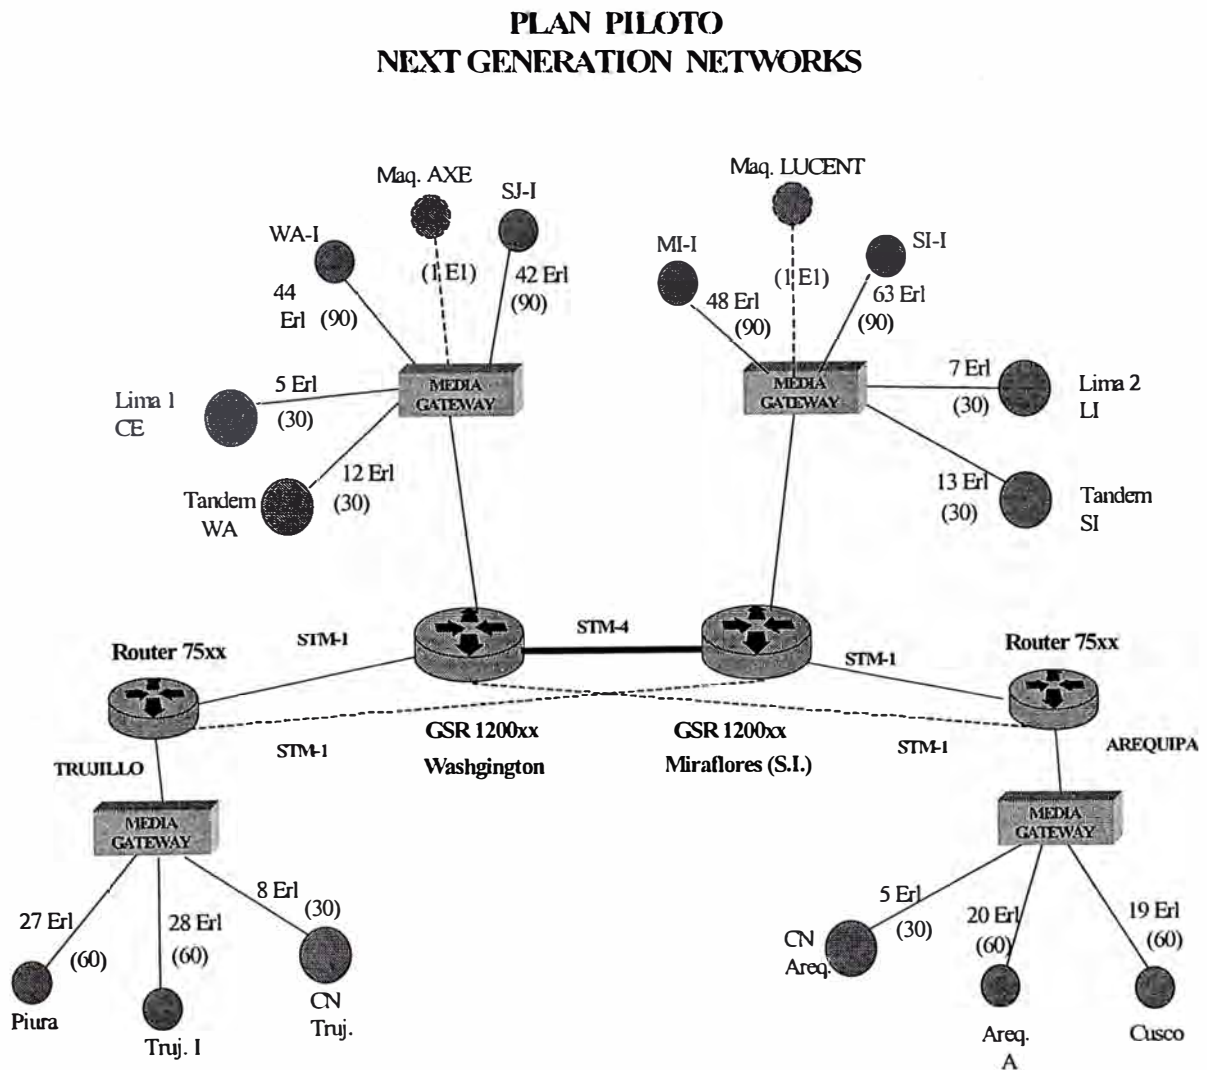 PLAN PILOTO
NEXT GENERATION NETWORKS
Maq. AXE
SJ-I
WA-I
(1 E1)
42 Erl
(90)
44
Erl (90)
5 Erl
(30)
Lima 1
CE
MEDIA
GATEWAY
12 Erl
(30)
Tandem
WA
Maq. LUCENT
MI-I
SI-I
(1 E1)
48 Erl
(90)
63 Erl
(90)
MEDIA
GATEWAY
7 Erl
(30)
Lima 2
LI
13 Erl
(30)
Tandem
SI
STM-1
STM-4
STM-1
Router 75xx
Router 75xx
STM-1
GSR 1200xx
Washgington
GSR 1200xx
Miraflores (S.I.)
STM-1
TRUJILLO
AREQUIPA
MEDIA
GATEWAY
27 Erl
(60)
28 Erl
(60)
8 Erl
(30)
Piura
Truj. I
CN
Truj.
MEDIA
GATEWAY
5 Erl
(30)
20 Erl
(60)
19 Erl
(60)
CN
Areq.
Areq.
A
Cusco